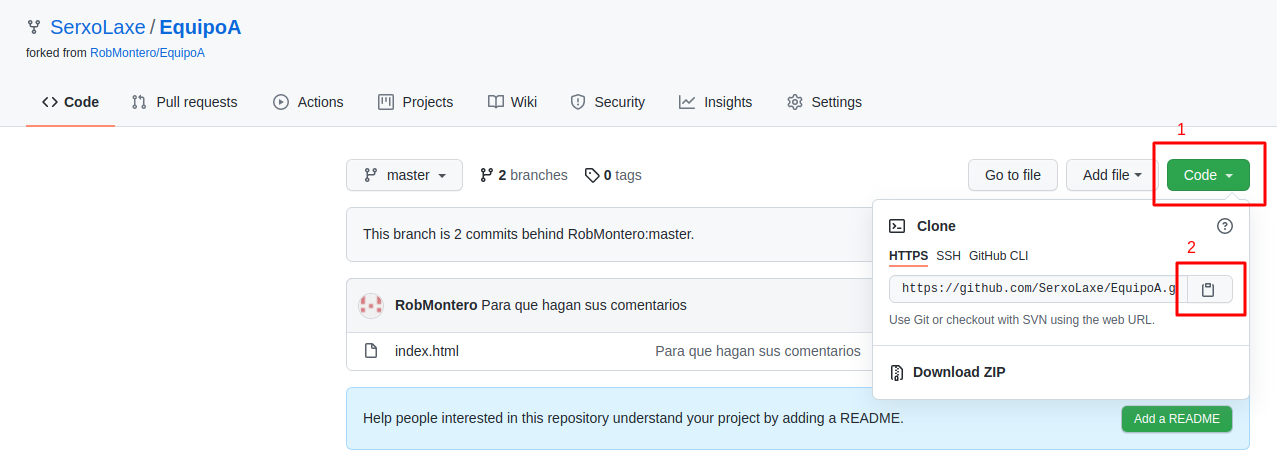 SerxoLaxe / EquipoA
forked from RobMontero/EquipoA
Code Pull requests Actions Projects Wiki Security Insights Settings
1
master 2 branches 0 tags Go to file Add file Code
This branch is 2 commits behind RobMontero:master.
Clone
2
HTTPS SSH GitHub CLI
https://github.com/SerxoLaxe/EquipoA.g
Use Git or checkout with SVN using the web URL.
RobMontero Para que hagan sus comentarios
index.html Para que hagan sus comentarios
Download ZIP
Help people interested in this repository understand your project by adding a README.
Add a README